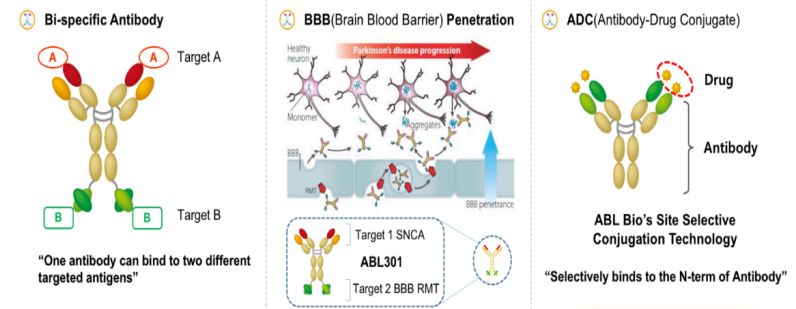 Bi-specific Antibody
A
A
Target A
B
B
Target B
“One antibody can bind to two different
targeted antigens”
BBB(Brain Blood Barrier) Penetration
Healthy
neuron
Parkinson's disease progression
Monomer
Aggregates
BBB
RMT
BBB penetrance
Target 1 SNCA
ABL301
Target 2 BBB RMT
ADC(Antibody-Drug Conjugate)
Drug
Antibody
ABL Bio's Site Selective
Conjugation Technology
“Selectively binds to the N-term of Antibody”